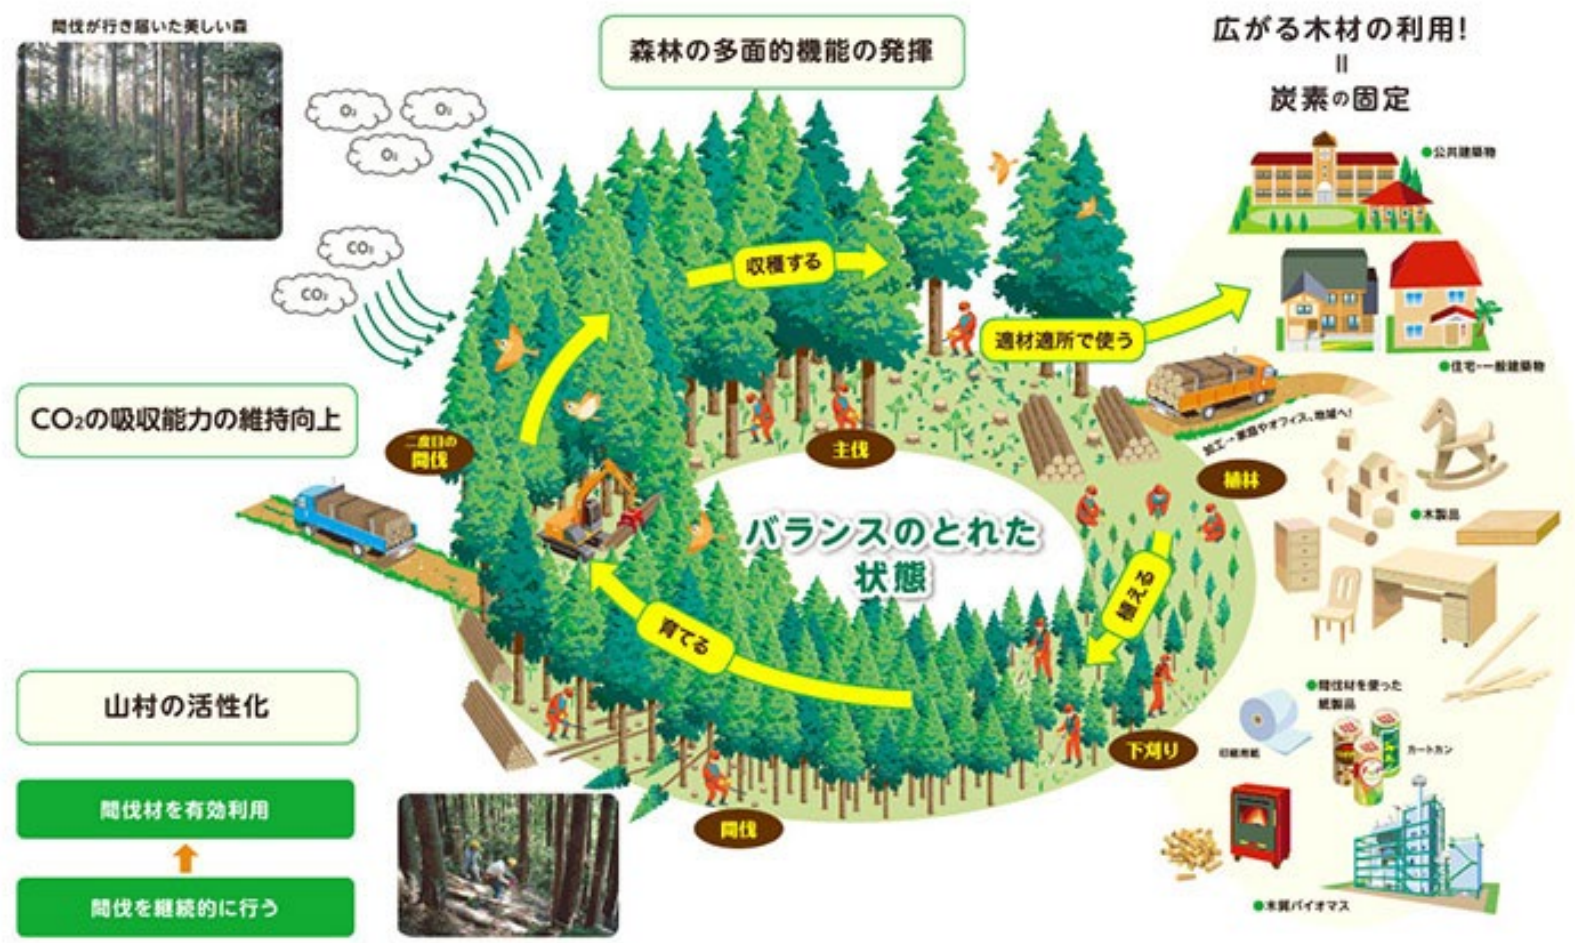 間伐が行き届いた美しい森
森林の多面的機能の発揮
広がる木材の利用!
=
炭素の固定
O₂
O₂
O₂
CO₂
CO₂
公共建築物
収穫する
適材適所で使う
住宅・一般建築物
加工→家庭やオフィス、地域へ!
CO₂の吸収能力の維持向上
二度目の
間伐
主伐
植林
木製品
バランスのとれた
状態
植える
育てる
山村の活性化
間伐材を使った
紙製品
印刷用紙
カートカン
下刈り
間伐
間伐材を有効利用
間伐を継続的に行う
木質バイオマス